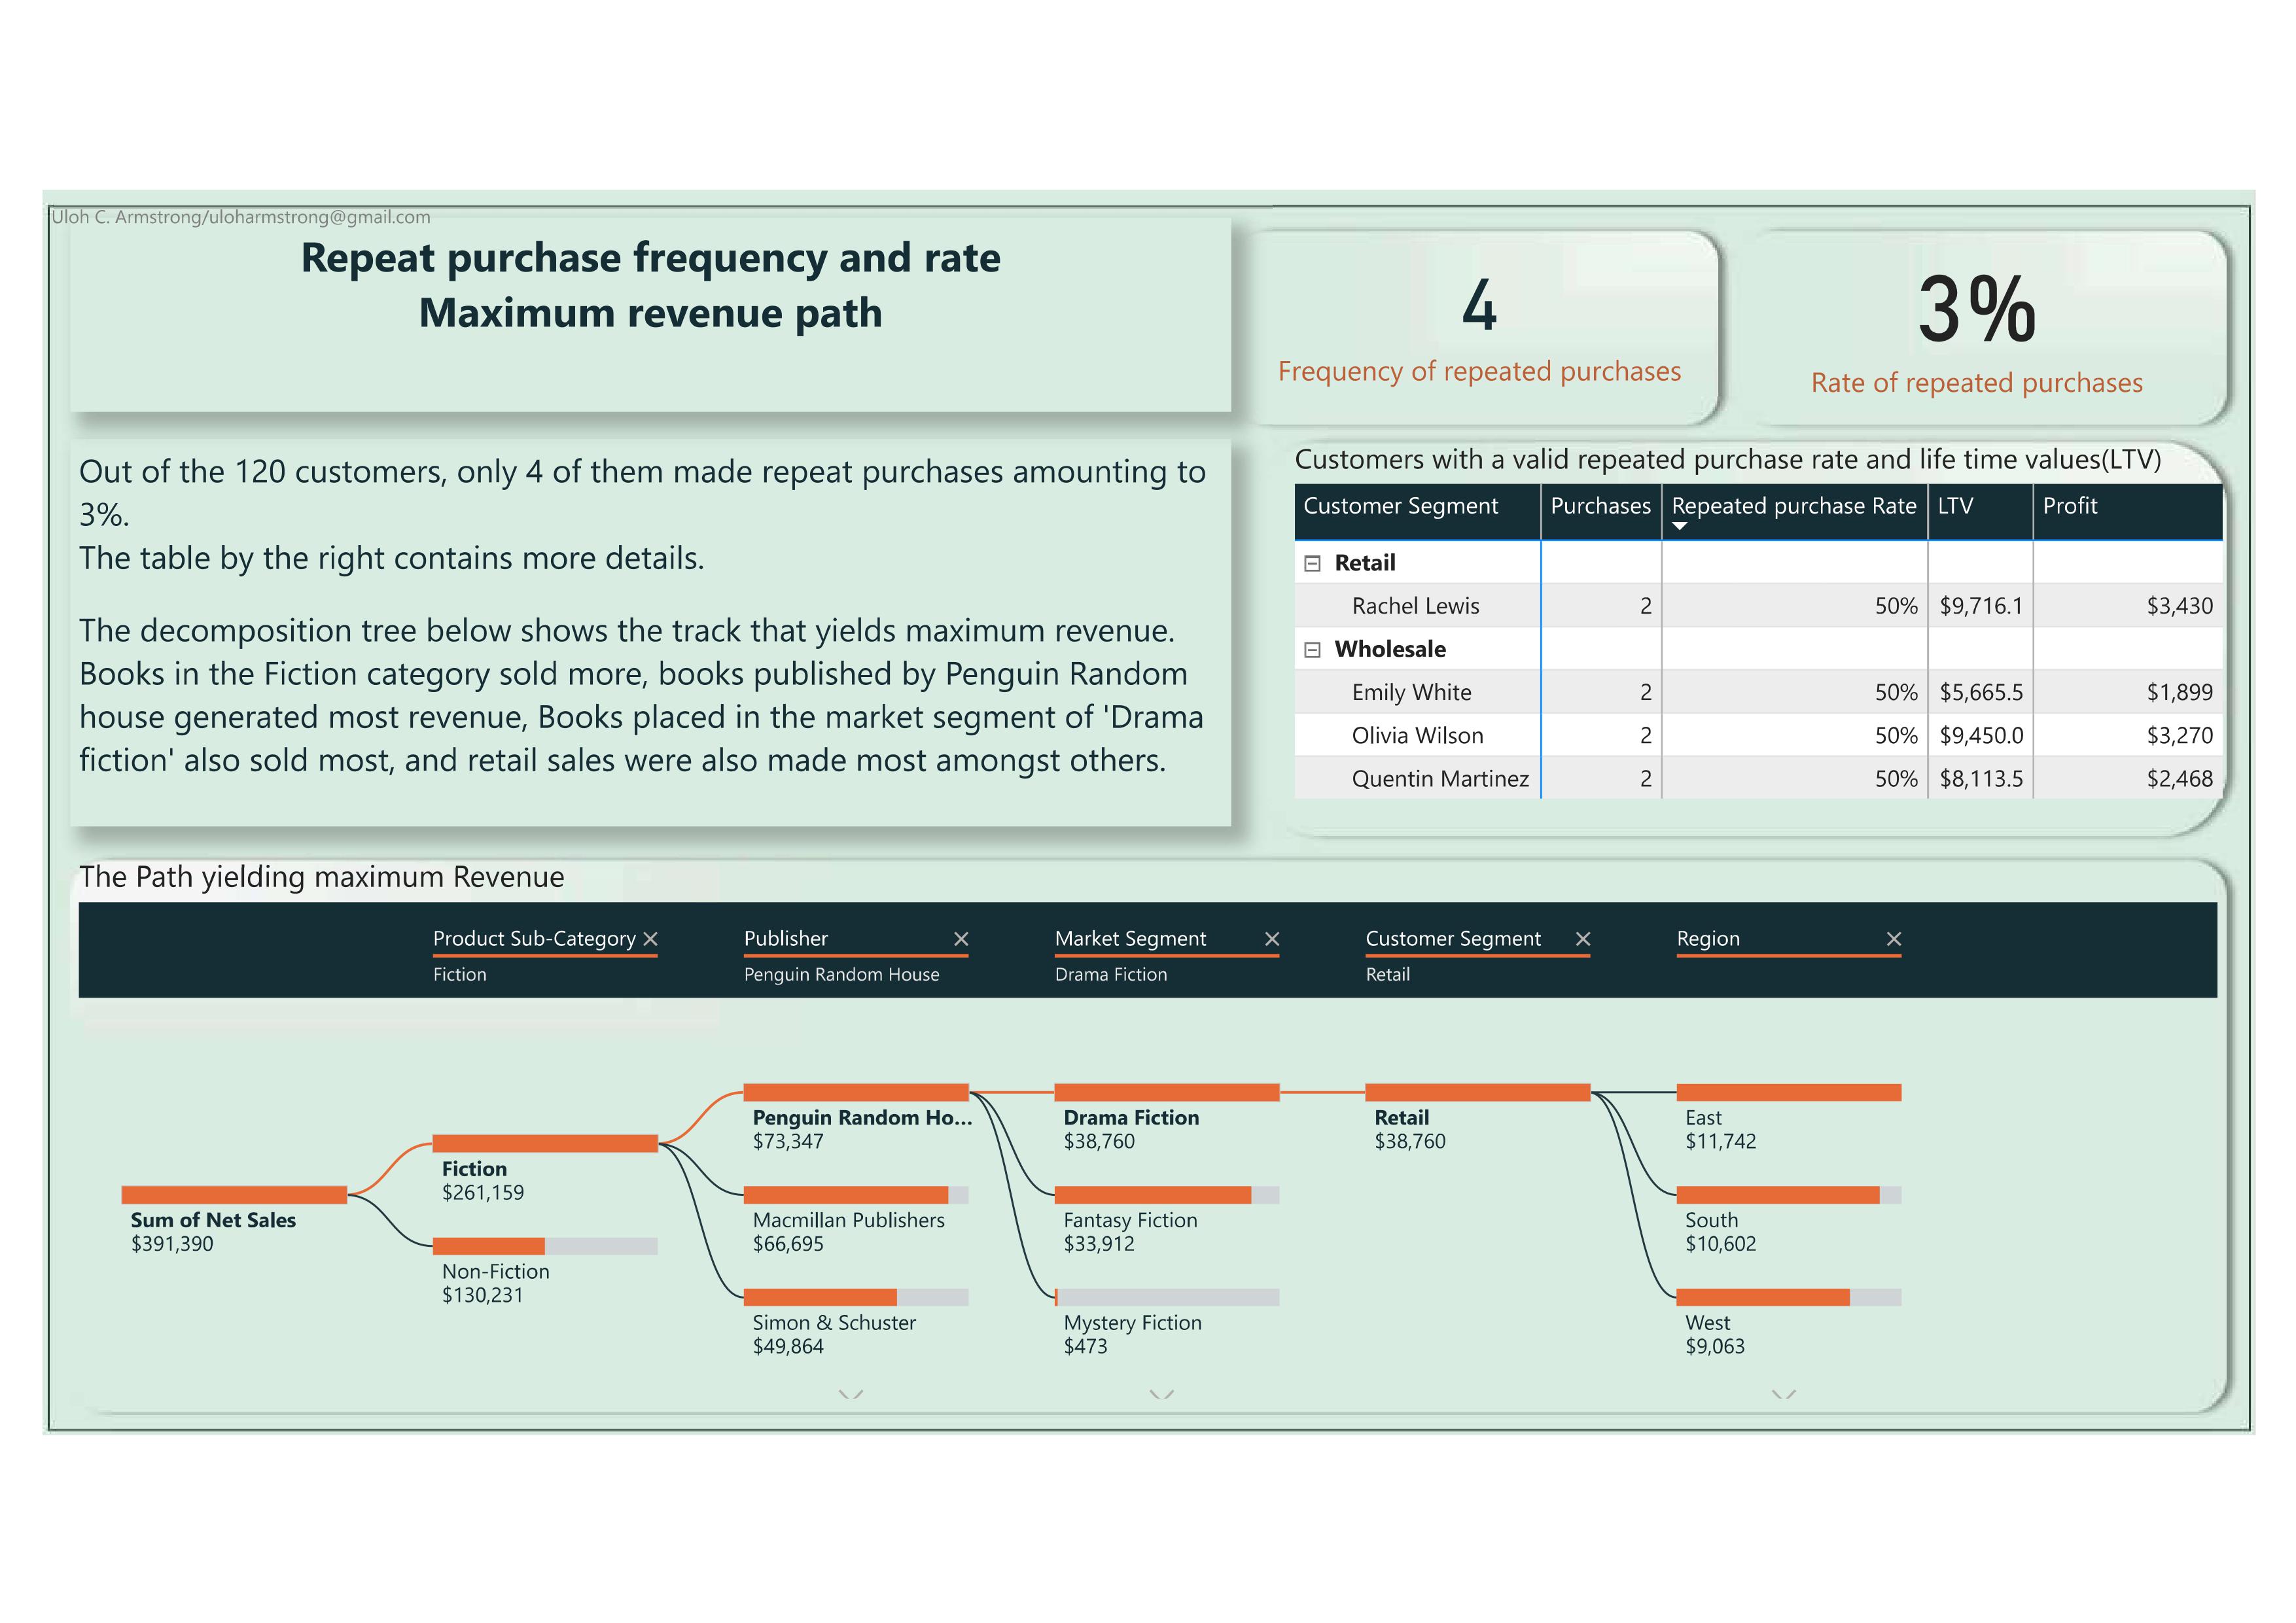 Uloh C. Armstrong/uloharmstrong@gmail.com
Repeat purchase frequency and rate
Maximum revenue path
4
Frequency of repeated purchases
3%
Rate of repeated purchases
Out of the 120 customers, only 4 of them made repeat purchases amounting to
3%.
The table by the right contains more details.
The decomposition tree below shows the track that yields maximum revenue.
Books in the Fiction category sold more, books published by Penguin Random
house generated most revenue, Books placed in the market segment of 'Drama
fiction' also sold most, and retail sales were also made most amongst others.
Customers with a valid repeated purchase rate and life time values(LTV)
Customer Segment Purchases Repeated purchase Rate LTV Profit
Retail
Rachel Lewis 2 50% $9,716.1 $3,430
Wholesale
Emily White 2 50% $5,665.5 $1,899
Olivia Wilson 2 50% $9,450.0 $3,270
Quentin Martinez 2 50% $8,113.5 $2,468
The Path yielding maximum Revenue
Product Sub-Category Publisher Market Segment Customer Segment Region
Fiction Penguin Random House Drama Fiction Retail
Sum of Net Sales
$391,390
Fiction
$261,159
Non-Fiction
$130,231
Penguin Random Ho...
$73,347
Macmillan Publishers
$66,695
Simon & Schuster
$49,864
Drama Fiction
$38,760
Fantasy Fiction
$33,912
Mystery Fiction
$473
Retail
$38,760
East
$11,742
South
$10,602
West
$9,063